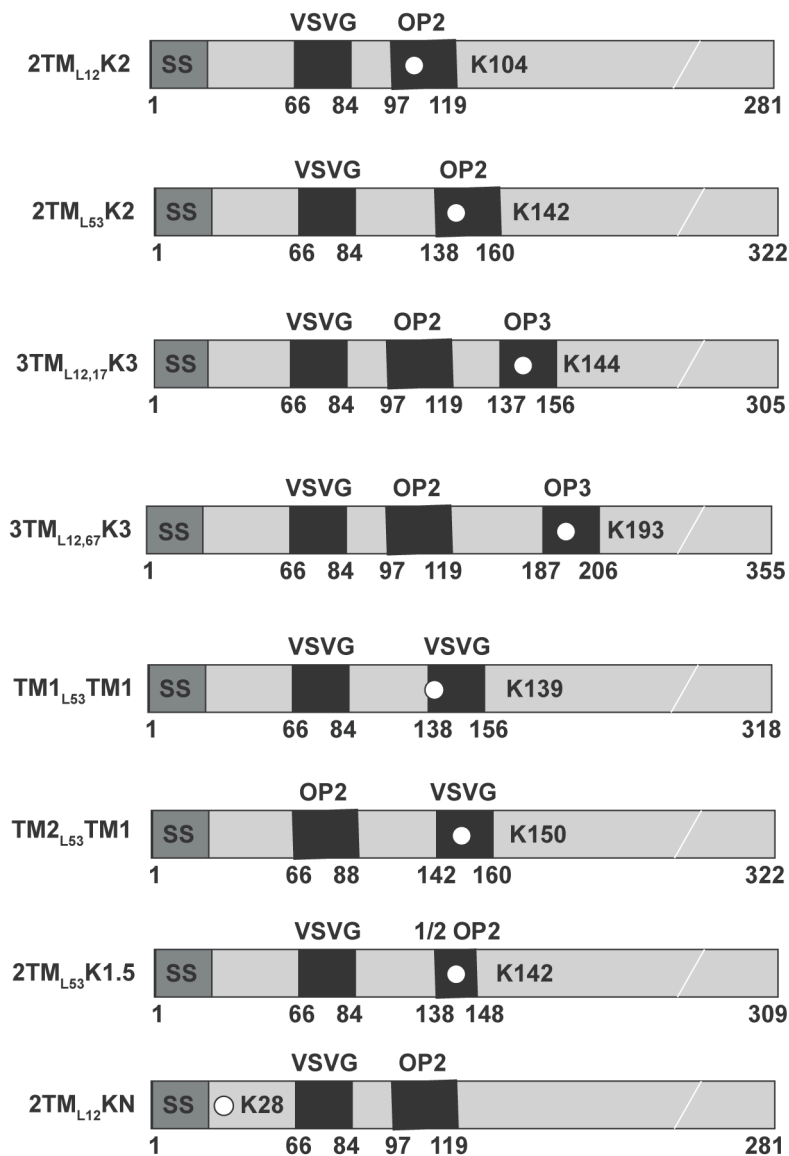 VSVG OP2
2TML12K2 SS K104
1 66 84 97 119 281
VSVG OP2
2TML53K2 SS K142
1 66 84 138 160 322
VSVG OP2 OP3
3TML12,17K3 SS K144
1 66 84 97 119 137 156 305
VSVG OP2 OP3
3TML12,67K3 SS K193
1 66 84 97 119 187 206 355
VSVG VSVG
TM1L53TM1 SS K139
1 66 84 138 156 318
OP2 VSVG
TM2L53TM1 SS K150
1 66 88 142 160 322
VSVG 1/2 OP2
2TML53K1.5 SS K142
1 66 84 138 148 309
VSVG OP2
2TML12KN SS K28
1 66 84 97 119 281